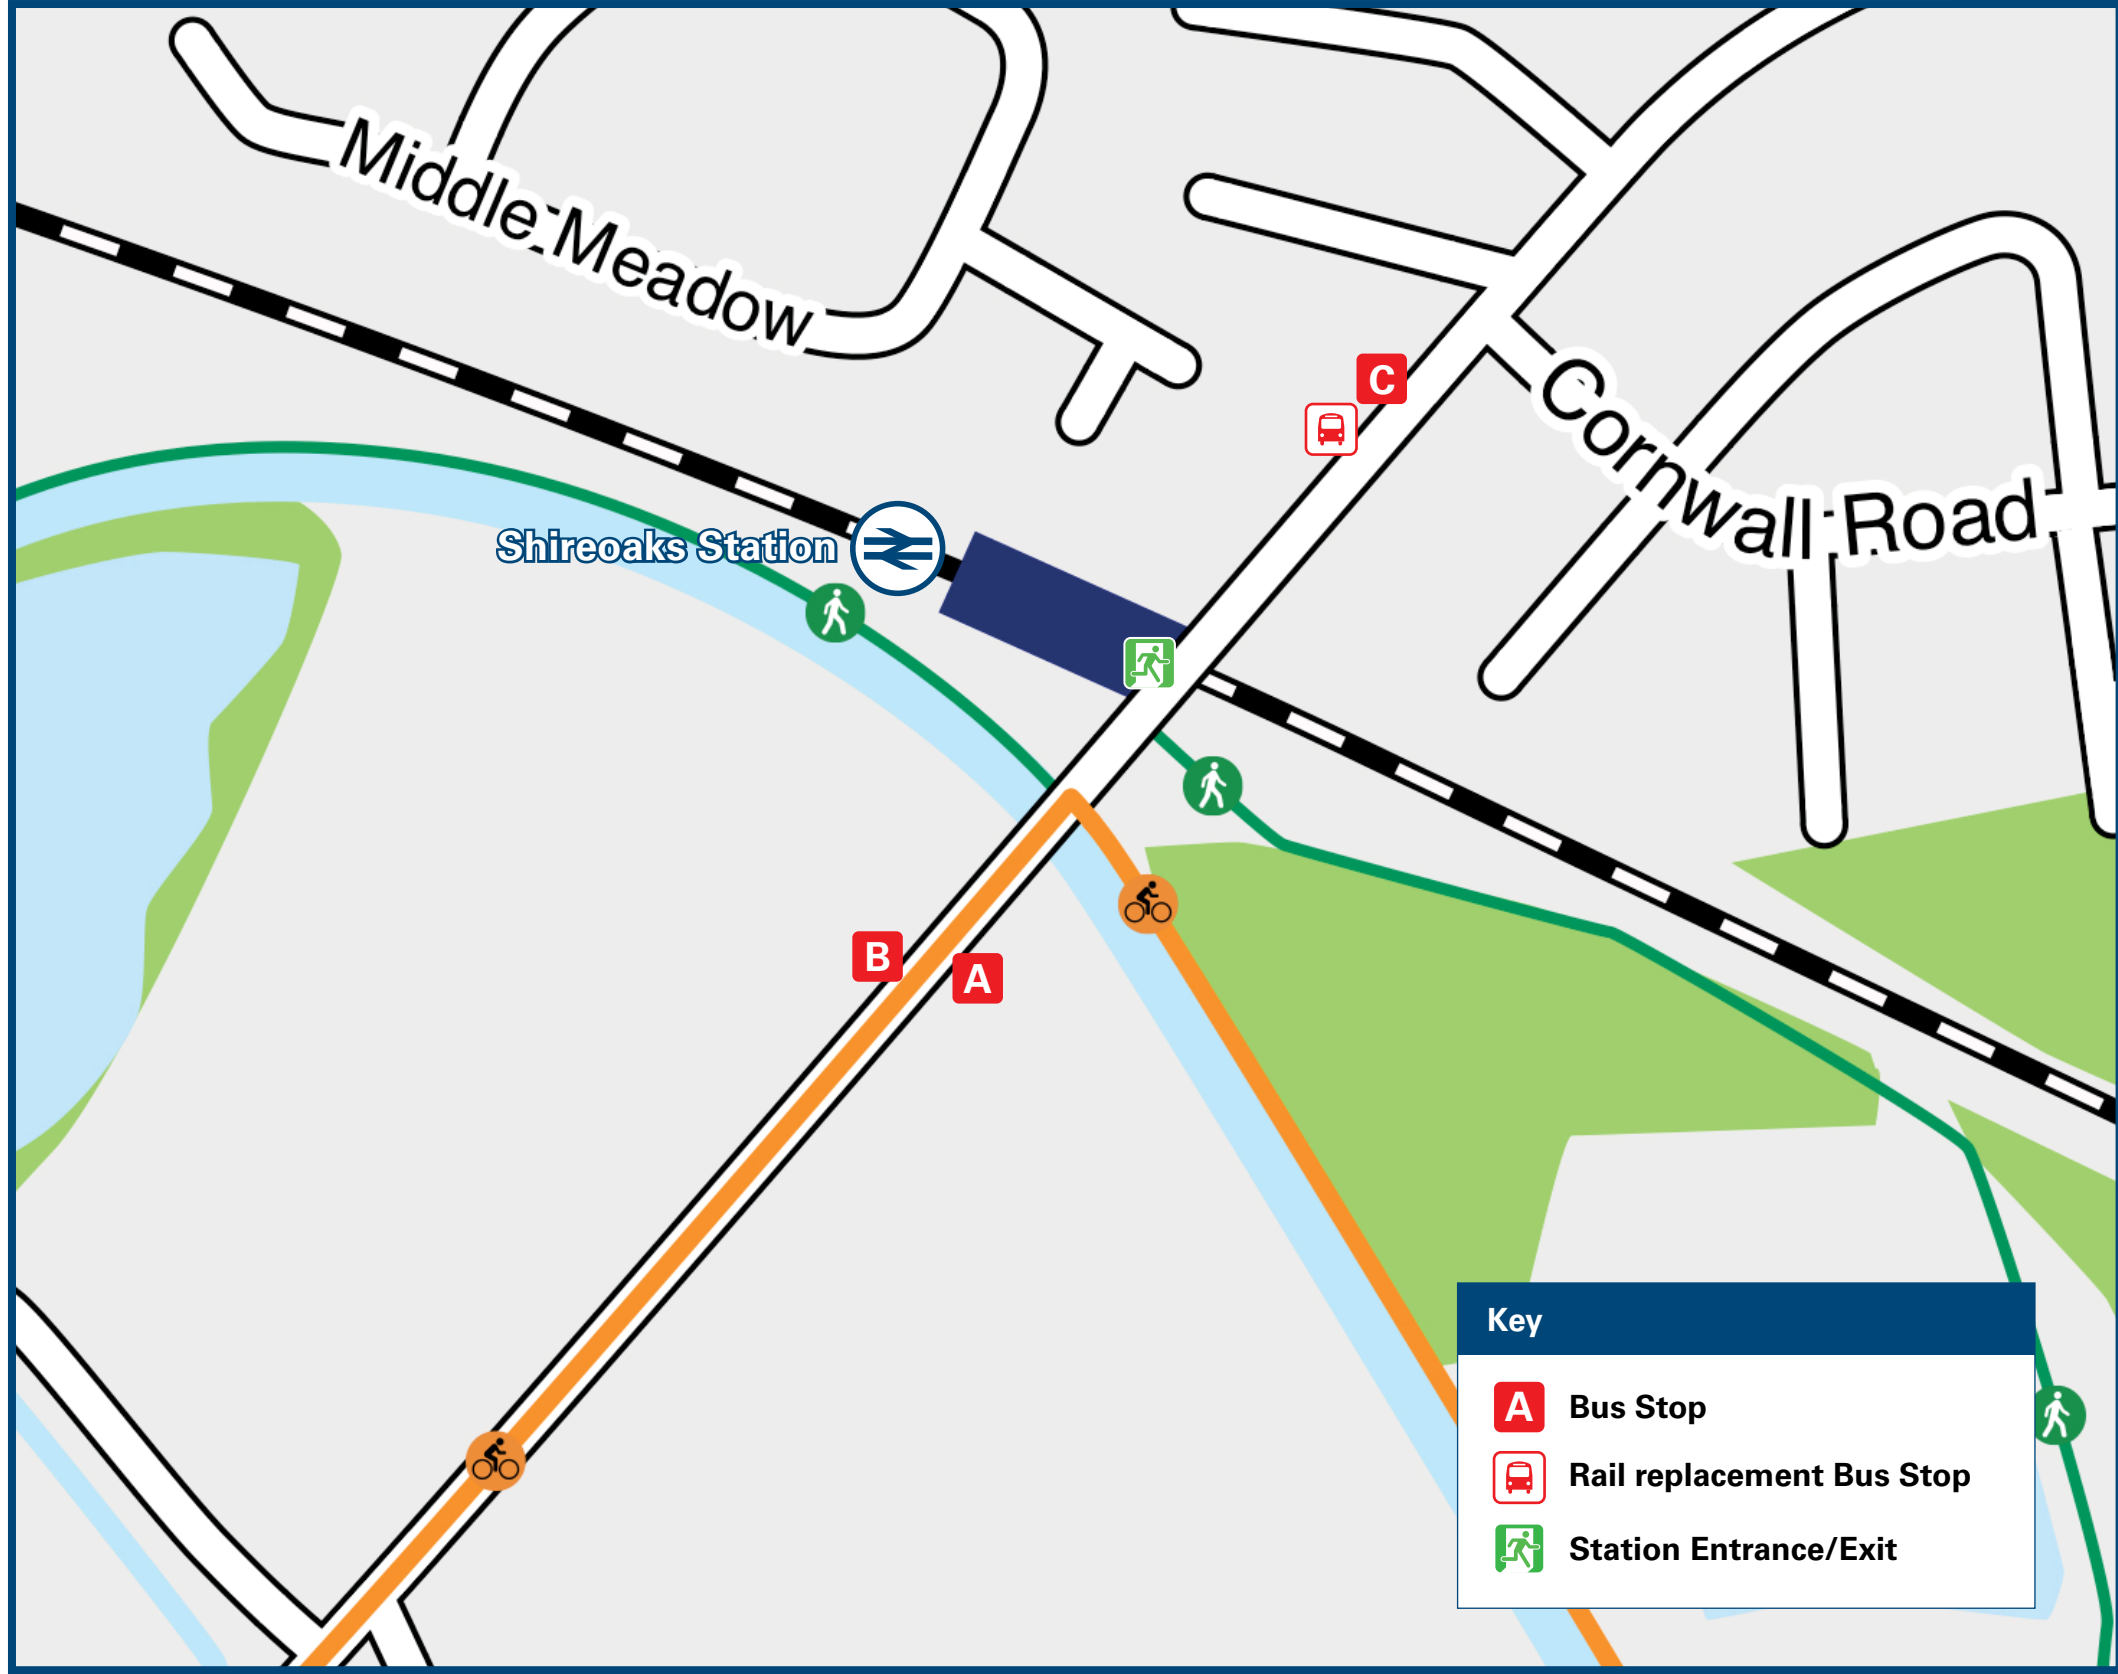 Middle Meadow
C
Cornwall Road
Shireoaks Station
B
A
Key
A Bus Stop
Rail replacement Bus Stop
Station Entrance/Exit